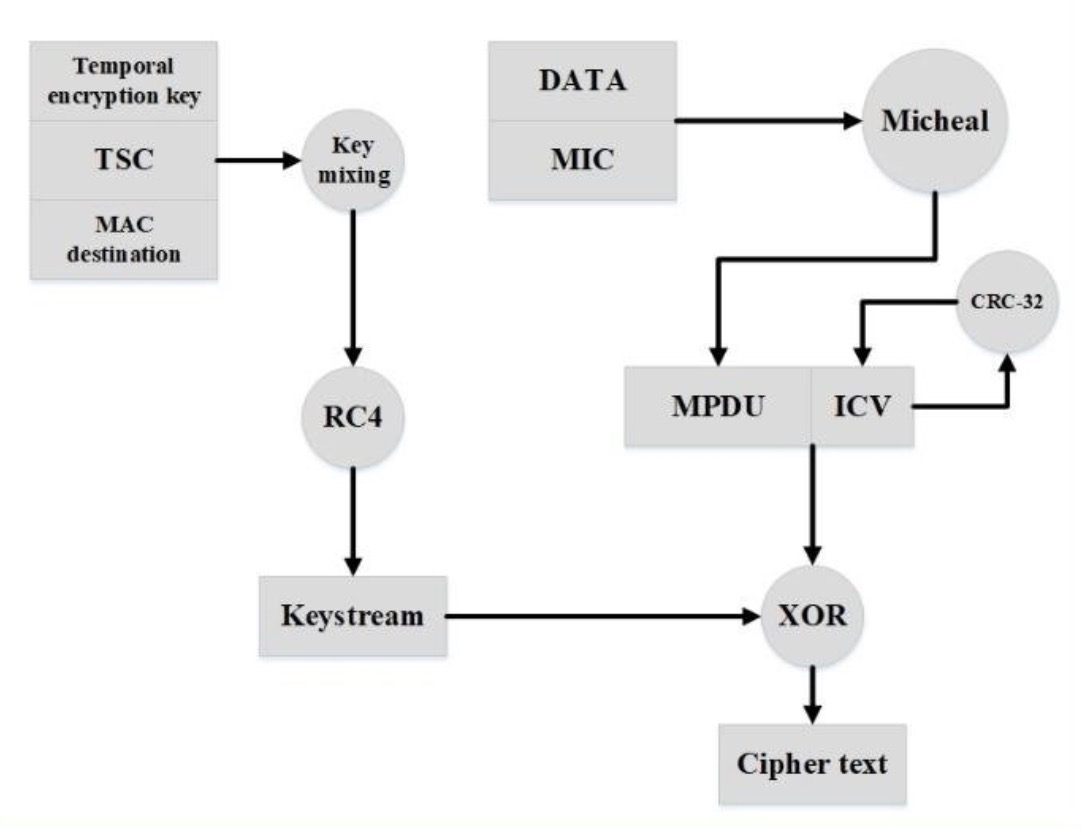 Temporal
encryption key
TSC
MAC
destination
Key
mixing
RC4
Keystream
DATA
MIC
Micheal
CRC-32
MPDU
ICV
XOR
Cipher text